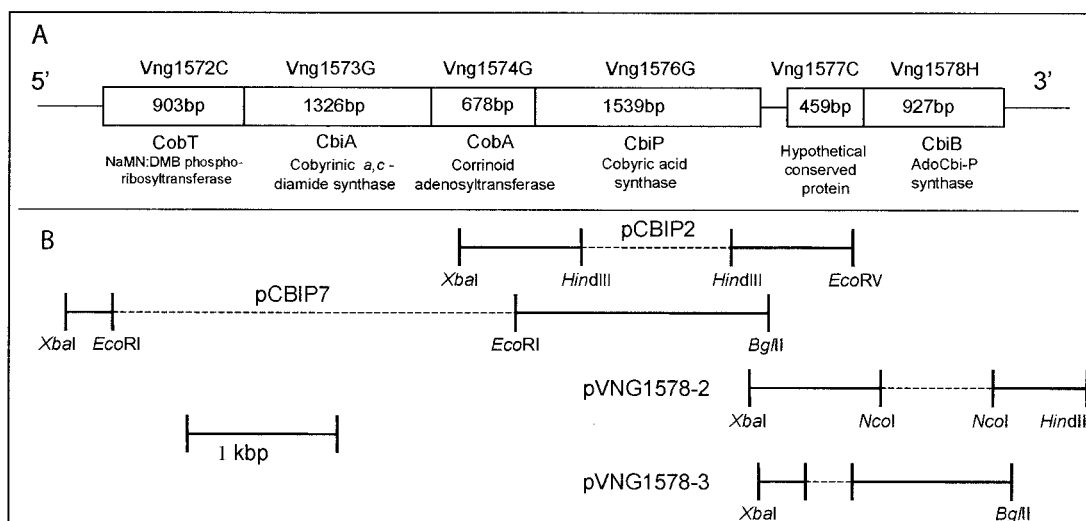 A
5’
Vng1572C Vng1573G Vng1574G Vng1576G Vng1577C Vng1578H
3’
903bp 1326bp 678bp 1539bp 459bp 927bp
CobT
NaMN:DMB phospho-
ribosyltransferase
CbiA
Cobyrinic a,c -
diamide synthase
CobA
Corrinoid
adenosyltransferase
CbiP
Cobyric acid
synthase
Hypothetical
conserved
protein
CbiB
AdoCbi-P
synthase
B
pCBIP2
XbaI HindIII HindIII EcoRV
pCBIP7
XbaI EcoRI EcoRI BglII
pVNG1578-2
XbaI NcoI NcoI HindII
1 kbp
pVNG1578-3
XbaI BglII